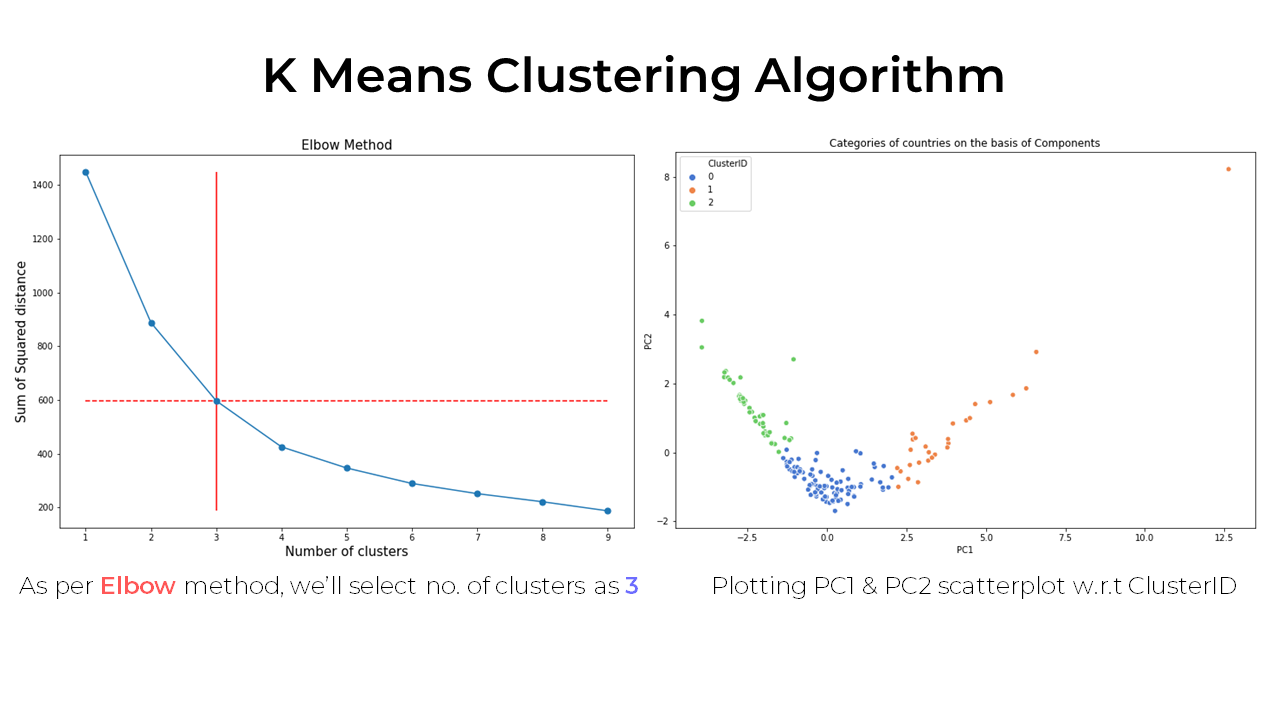 K Means Clustering Algorithm
Elbow Method
Sum of Squared distance
1400
1200
1000
800
600
400
200
1 2 3 4 5 6 7 8 9
Number of clusters
As per Elbow method, we'll select no. of clusters as 3
Categories of countries on the basis of Components
ClusterID
0
1
2
PC2
8
6
4
2
0
−2
−2.5 0.0 2.5 5.0 7.5 10.0 12.5
PC1
Plotting PC1 & PC2 scatterplot w.r.t ClusterID